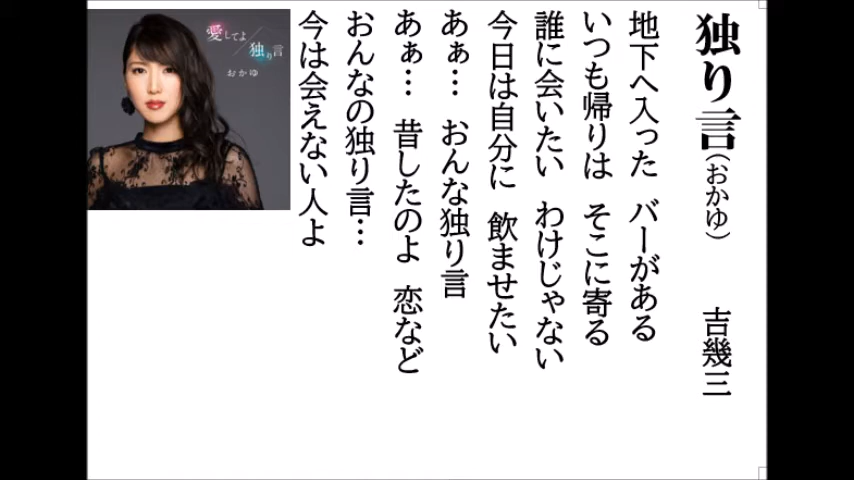 独り言(おかゆ) 吉幾三
地下へ入った バーがある
いつも帰りは そこに寄る
誰に会いたい わけじゃない
今日は自分に 飲ませたい
あぁ… おんな独り言
あぁ… 昔したのよ 恋など
おんなの独り言…
今は会えない人よ
愛してよ/独り言
おかゆ